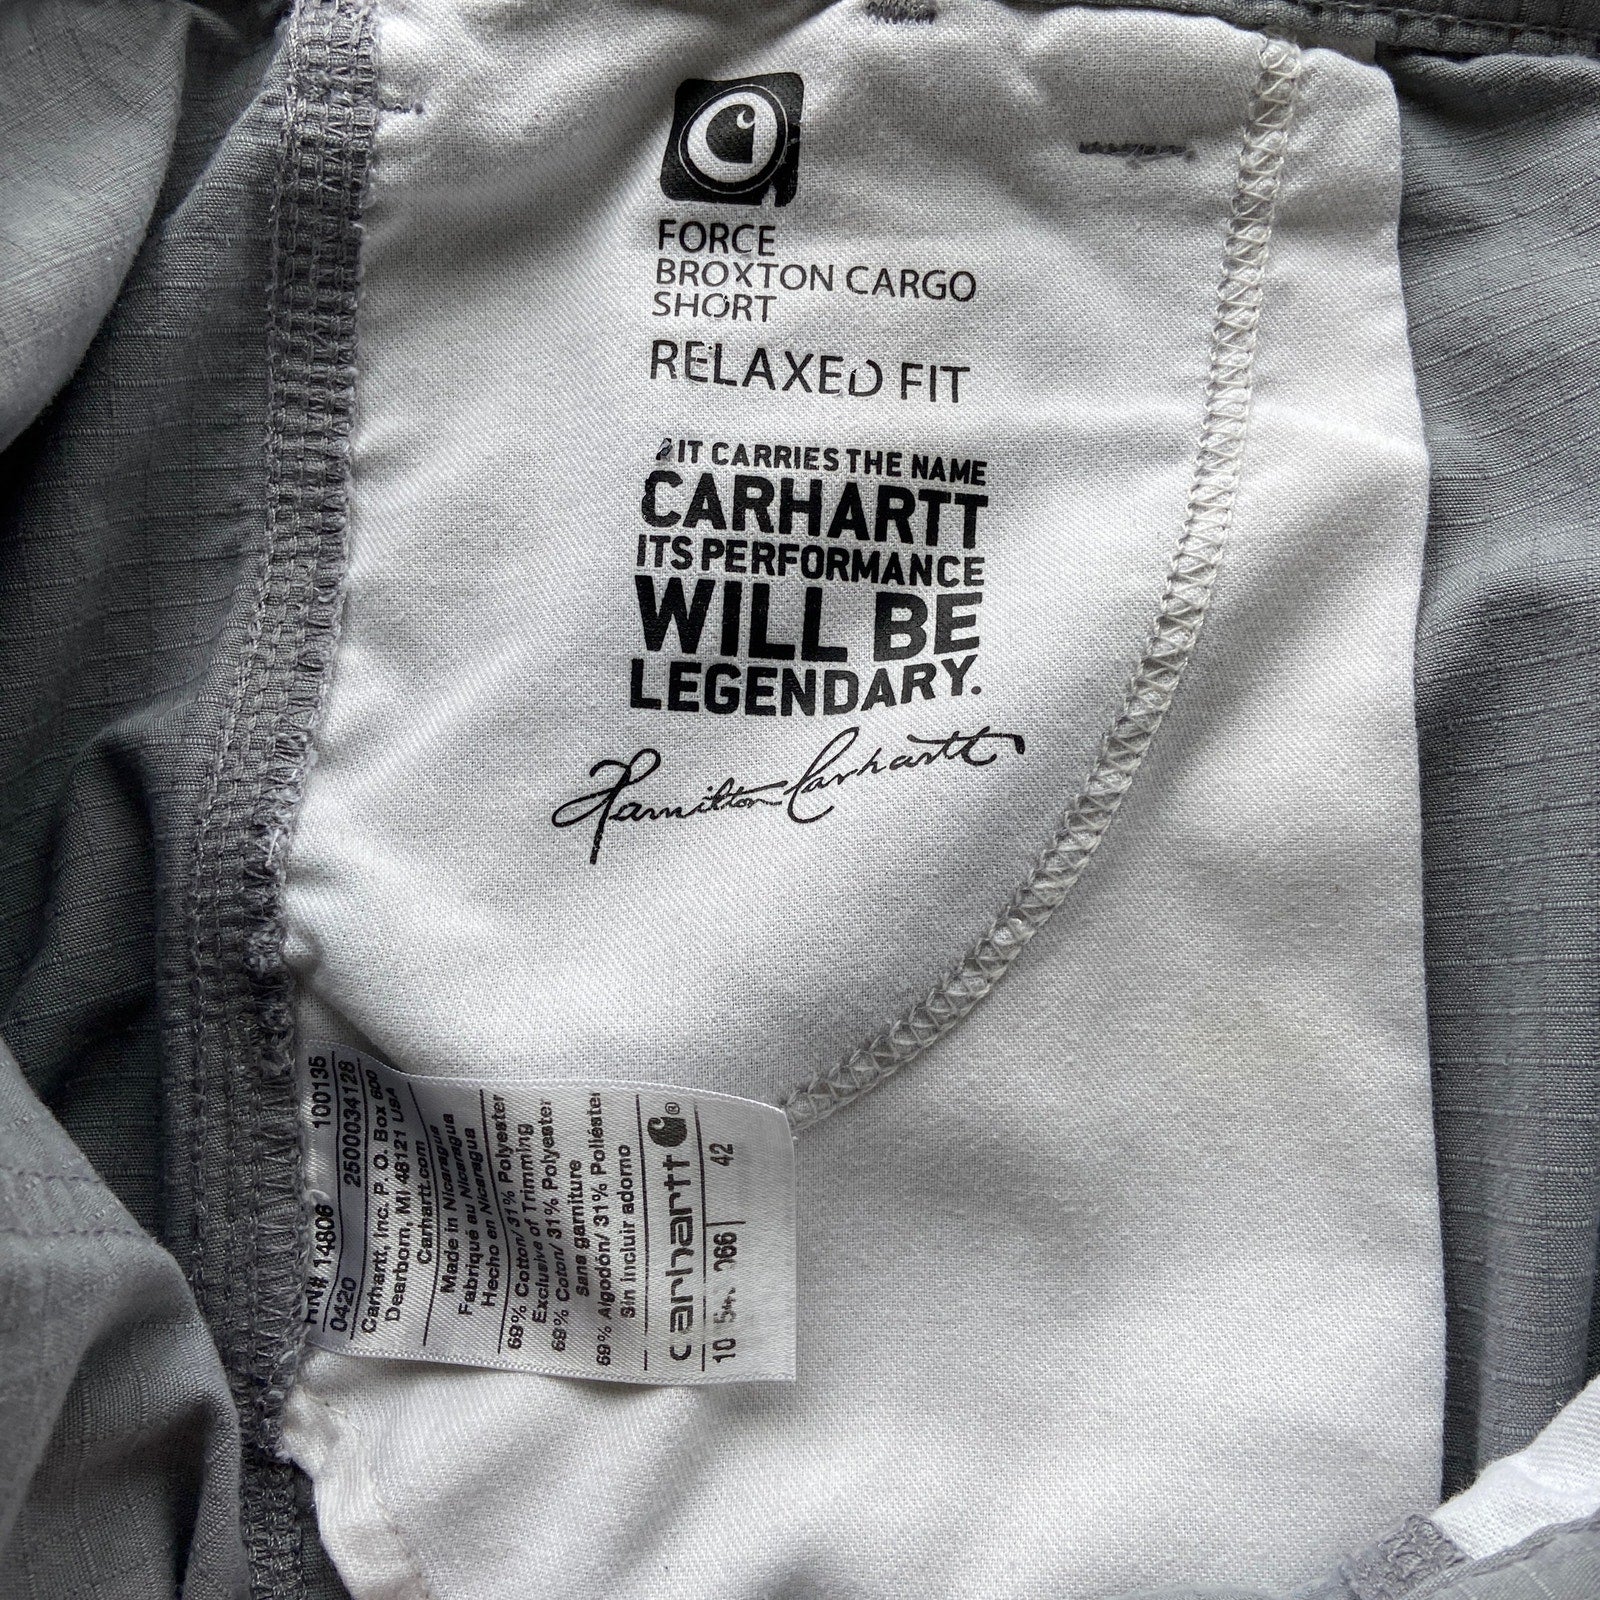 FORCE
BROXTON CARGO
SHORT
RELAXED FIT
IT CARRIES THE NAME
CARHARTT
ITS PERFORMANCE
WILL BE
LEGENDARY.
Hamilton Carhartt
RN# 14806 100135
0420 2500034128
Carhartt, Inc. P. O. Box 600
Dearborn, MI 48121 USA
Carhartt.com
Made in Nicaragua
Fabriqué au Nicaragua
Hecho en Nicaragua
69% Cotton/ 31% Polyester
Exclusive of Trimming
69% Coton/ 31% Polyester
Sans garniture
69% Algodón/ 31% Poliéster
Sin incluir adorno
carhartt ®
10 066 42